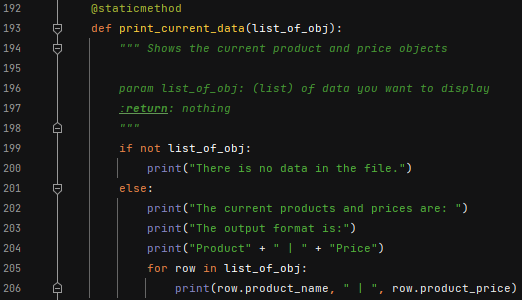 192 @staticmethod
193 def print_current_data(list_of_obj):
194 """ Shows the current product and price objects
195
196 param list_of_obj: (list) of data you want to display
197 :return: nothing
198 """
199 if not list_of_obj:
200 print("There is no data in the file.")
201 else:
202 print("The current products and prices are: ")
203 print("The output format is:")
204 print("Product" + " | " + "Price")
205 for row in list_of_obj:
206 print(row.product_name, " | ", row.product_price)